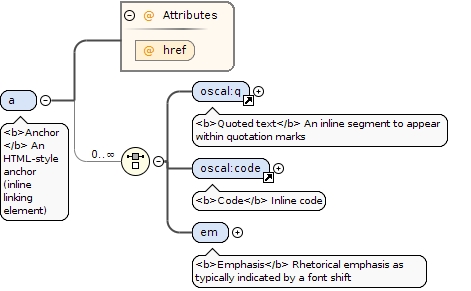 @ Attributes
@ href
a
<b>Anchor
</b> An
HTML-style
anchor
(inline
linking
element)
0..∞
oscal:q
<b>Quoted text</b> An inline segment to appear
within quotation marks
oscal:code
<b>Code</b> Inline code
em
<b>Emphasis</b> Rhetorical emphasis as
typically indicated by a font shift